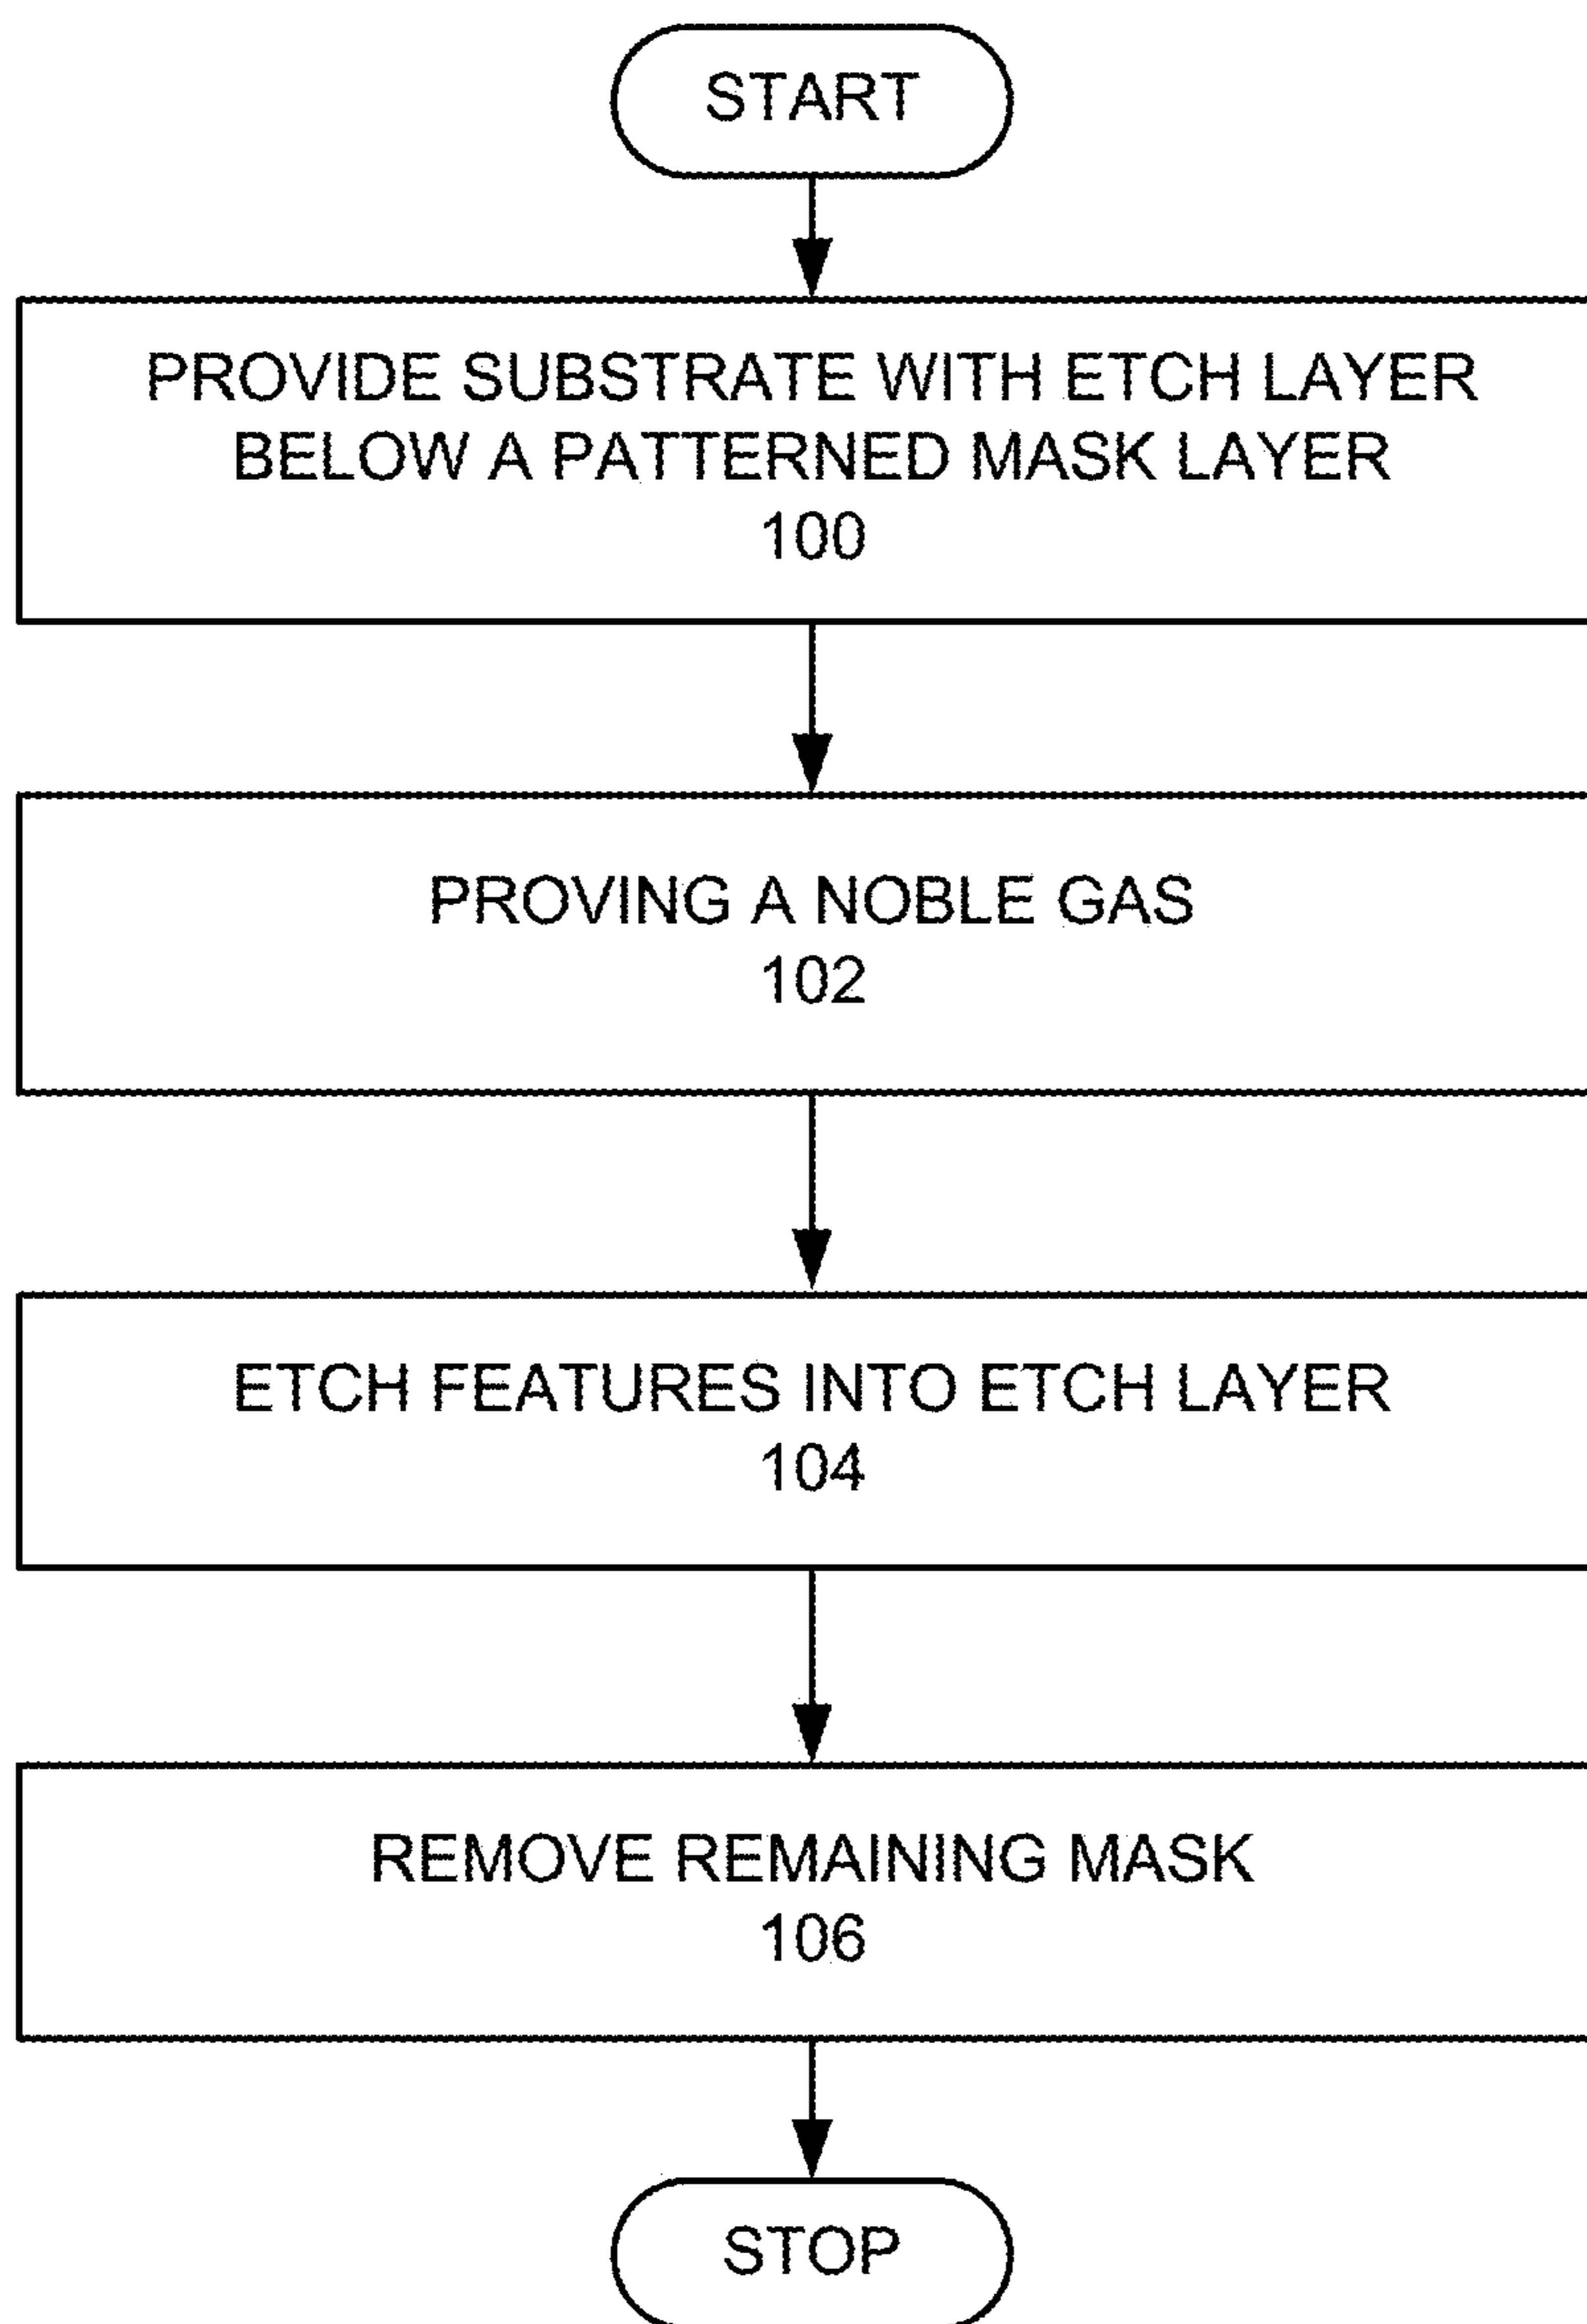 START
PROVIDE SUBSTRATE WITH ETCH LAYER
BELOW A PATTERNED MASK LAYER
100
PROVING A NOBLE GAS
102
ETCH FEATURES INTO ETCH LAYER
104
REMOVE REMAINING MASK
106
STOP